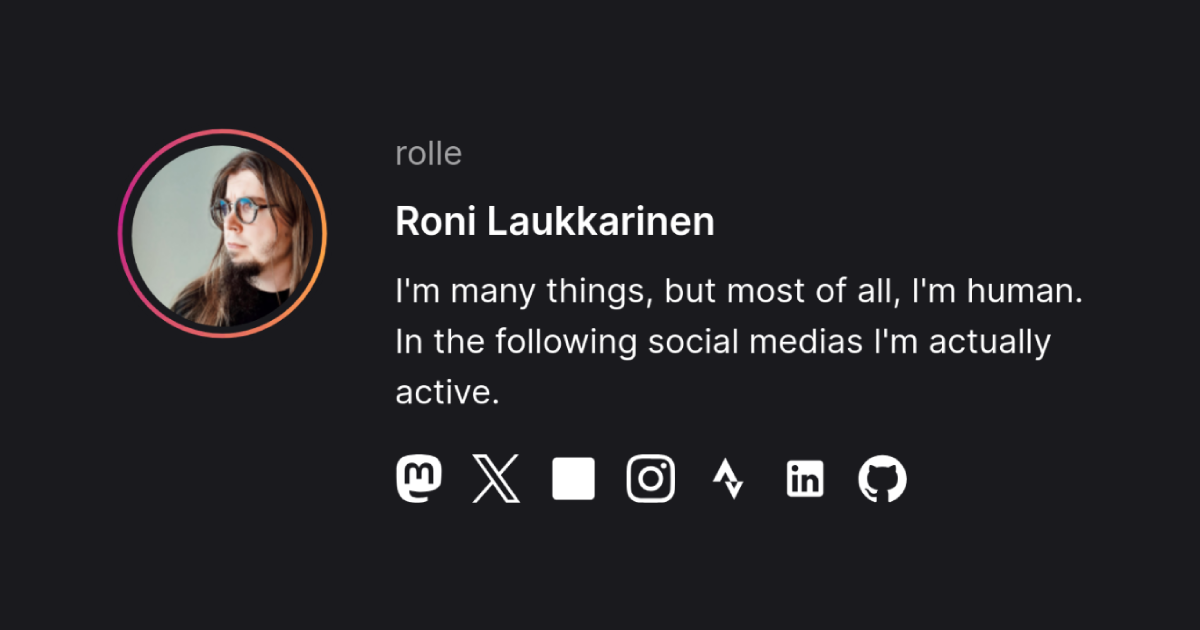 rolle
Roni Laukkarinen
I'm many things, but most of all, I'm human.
In the following social medias I'm actually
active.